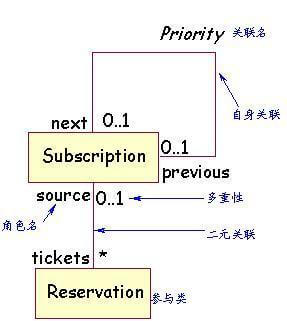 Priority 关联名
自身关联
next 0..1
0..1
Subscription
previous
source 0..1 多重性
角色名
二元关联
tickets *
Reservation 参与类